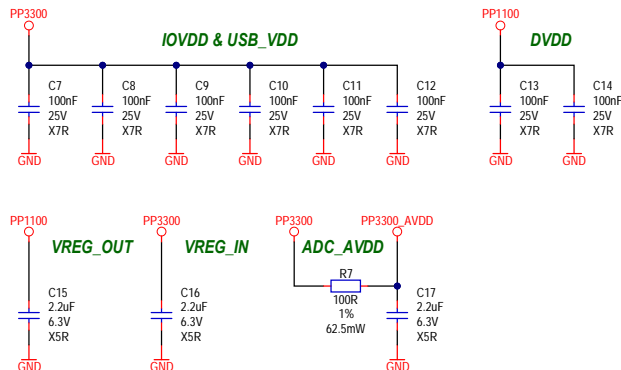 PP3300
IOVDD & USB_VDD
C7
100nF
25V
X7R
GND
C8
100nF
25V
X7R
GND
C9
100nF
25V
X7R
GND
C10
100nF
25V
X7R
GND
C11
100nF
25V
X7R
GND
C12
100nF
25V
X7R
GND
PP1100
DVDD
C13
100nF
25V
X7R
GND
C14
100nF
25V
X7R
GND
PP1100
VREG_OUT
C15
2.2uF
6.3V
X5R
GND
PP3300
VREG_IN
C16
2.2uF
6.3V
X5R
GND
PP3300
ADC_AVDD
PP3300_AVDD
R7
100R
1%
62.5mW
C17
2.2uF
6.3V
X5R
GND